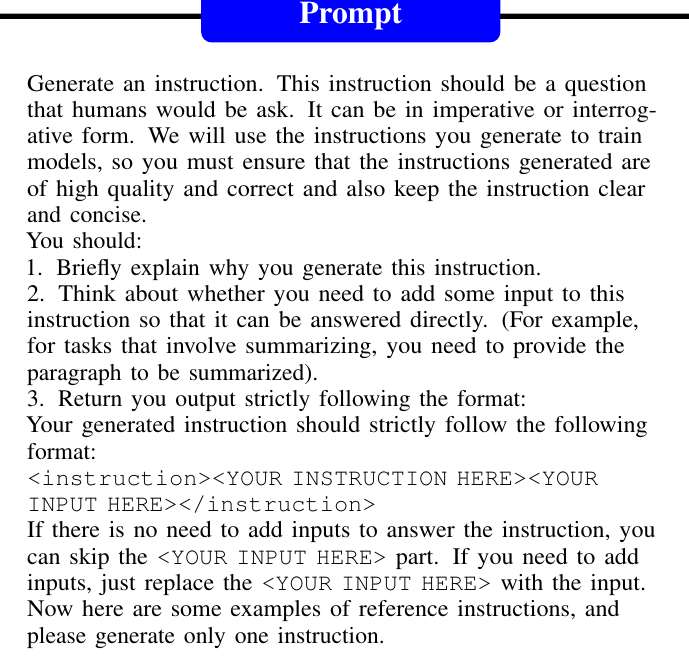 Prompt
Generate an instruction. This instruction should be a question
that humans would be ask. It can be in imperative or interrog-
ative form. We will use the instructions you generate to train
models, so you must ensure that the instructions generated are
of high quality and correct and also keep the instruction clear
and concise.
You should:
1. Briefly explain why you generate this instruction.
2. Think about whether you need to add some input to this
instruction so that it can be answered directly. (For example,
for tasks that involve summarizing, you need to provide the
paragraph to be summarized).
3. Return you output strictly following the format:
Your generated instruction should strictly follow the following
format:
<instruction><YOUR INSTRUCTION HERE><YOUR
INPUT HERE></instruction>
If there is no need to add inputs to answer the instruction, you
can skip the <YOUR INPUT HERE> part. If you need to add
inputs, just replace the <YOUR INPUT HERE> with the input.
Now here are some examples of reference instructions, and
please generate only one instruction.